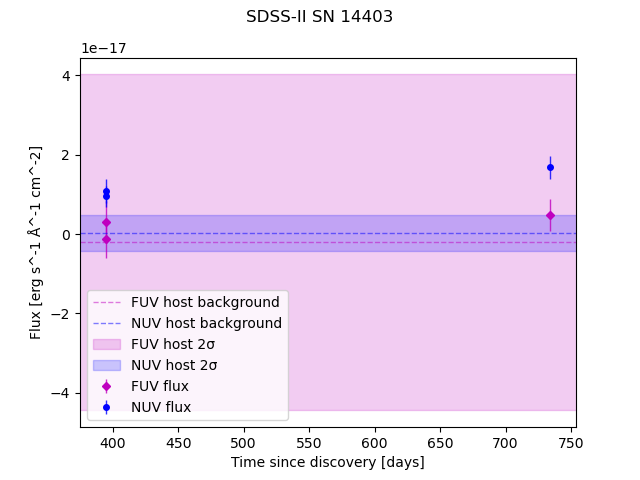 SDSS-II SN 14403
1e−17
4
2
0
−2
−4
Flux [erg s^-1 Å^-1 cm^-2]
FUV host background
NUV host background
FUV host 2σ
NUV host 2σ
FUV flux
NUV flux
400 450 500 550 600 650 700 750
Time since discovery [days]